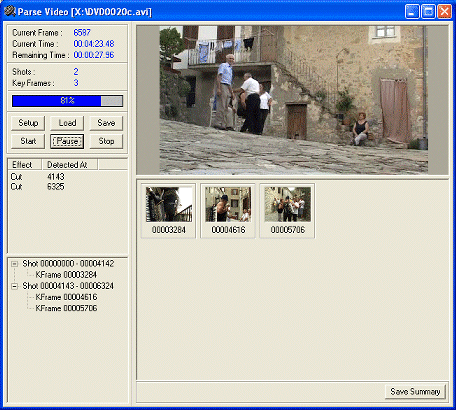 Parse Video [X:\DVD0020c.avi]
Current Frame : 6587
Current Time : 00:04:23.48
Remaining Time : 00:00:27.96
Shots : 2
Key Frames : 3
81%
Setup Load Save
Start Pause Stop
Effect Detected At
Cut 4143
Cut 6325
Shot 00000000 - 00004142
KFrame 00003284
Shot 00004143 - 00006324
KFrame 00004616
KFrame 00005706
00003284 00004616 00005706
Save Summary